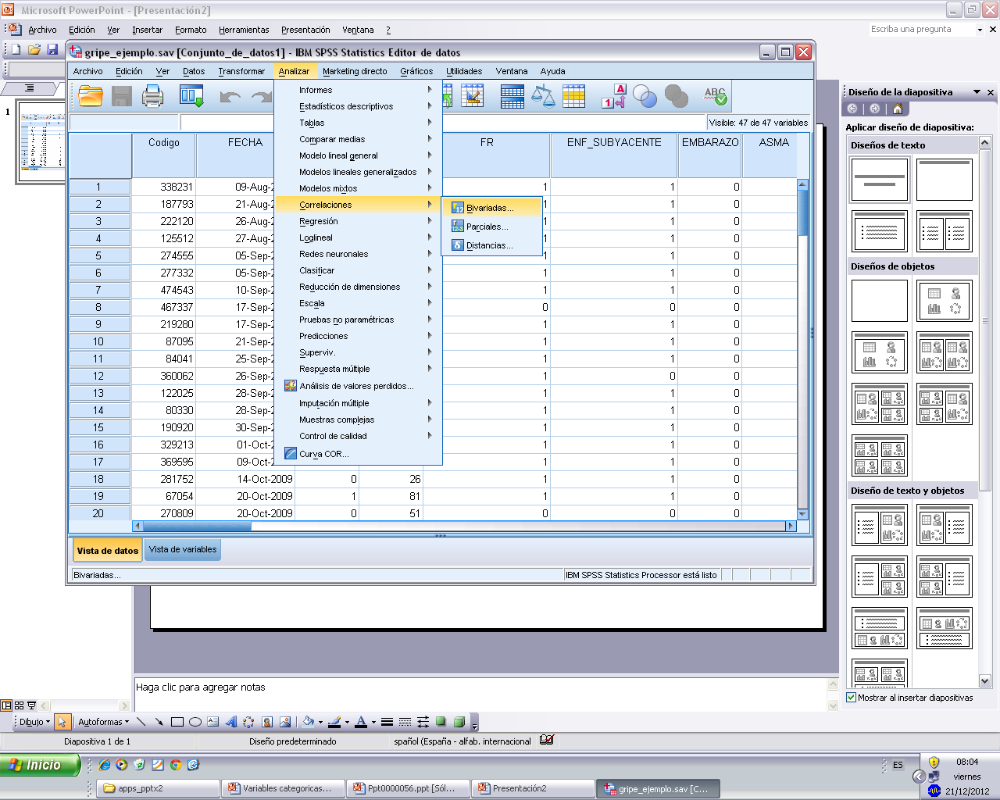 Microsoft PowerPoint - [Presentación2]
Archivo Edición Ver Insertar Formato Herramientas Presentación Ventana ?
Escriba una pregunta
gripe_ejemplo.sav [Conjunto_de_datos1] - IBM SPSS Statistics Editor de datos
Archivo Edición Ver Datos Transformar Analizar Marketing directo Gráficos Utilidades Ventana Ayuda
Visible: 47 de 47 variables
Codigo FECHA FR ENF_SUBYACENTE EMBARAZO ASMA
1 338231 09-Aug-2 1 1 0
2 187793 21-Aug-2 1 1 0
3 222120 26-Aug-2 1 1 0
4 125512 27-Aug-2 1 1 0
5 274555 05-Sep-2 1 1 0
6 277332 05-Sep-2 1 1 0
7 474543 10-Sep-2 1 1 0
8 467337 17-Sep-2 0 0 0
9 219280 17-Sep-2 1 1 0
10 87095 21-Sep-2 1 1 0
11 84041 25-Sep-2 1 1 0
12 360062 26-Sep-2 1 0 0
13 122025 28-Sep-2 1 1 0
14 80330 28-Sep-2 1 1 0
15 190920 30-Sep-2 1 1 0
16 329213 01-Oct-2 1 1 0
17 369595 09-Oct-2 1 1 0
18 281752 14-Oct-2009 0 26 1 1 0
19 67054 20-Oct-2009 1 81 1 1 0
20 270809 20-Oct-2009 0 51 0 0 0
Informes
Estadísticos descriptivos
Tablas
Comparar medias
Modelo lineal general
Modelos lineales generalizados
Modelos mixtos
Correlaciones
Regresión
Loglineal
Redes neuronales
Clasificar
Reducción de dimensiones
Escala
Pruebas no paramétricas
Predicciones
Superviv.
Respuesta múltiple
Análisis de valores perdidos...
Imputación múltiple
Muestras complejas
Control de calidad
Curva COR...
Bivariadas...
Parciales...
Distancias...
Vista de datos Vista de variables
Bivariadas...
IBM SPSS Statistics Processor está listo
1
Diseño de la diapositiva
Aplicar diseño de diapositiva:
Diseños de texto
Diseños de objetos
Diseño de texto y objetos
Mostrar al insertar diapositivas
Haga clic para agregar notas
Dibujo Autoformas
Diapositiva 1 de 1 Diseño predeterminado spañol (España - alfab. internacional
Inicio
ES
08:04
viernes
21/12/2012
apps_pptx2 Variables categoricas... Ppt0000056.ppt [Sól... Presentación2 gripe_ejemplo.sav [C...